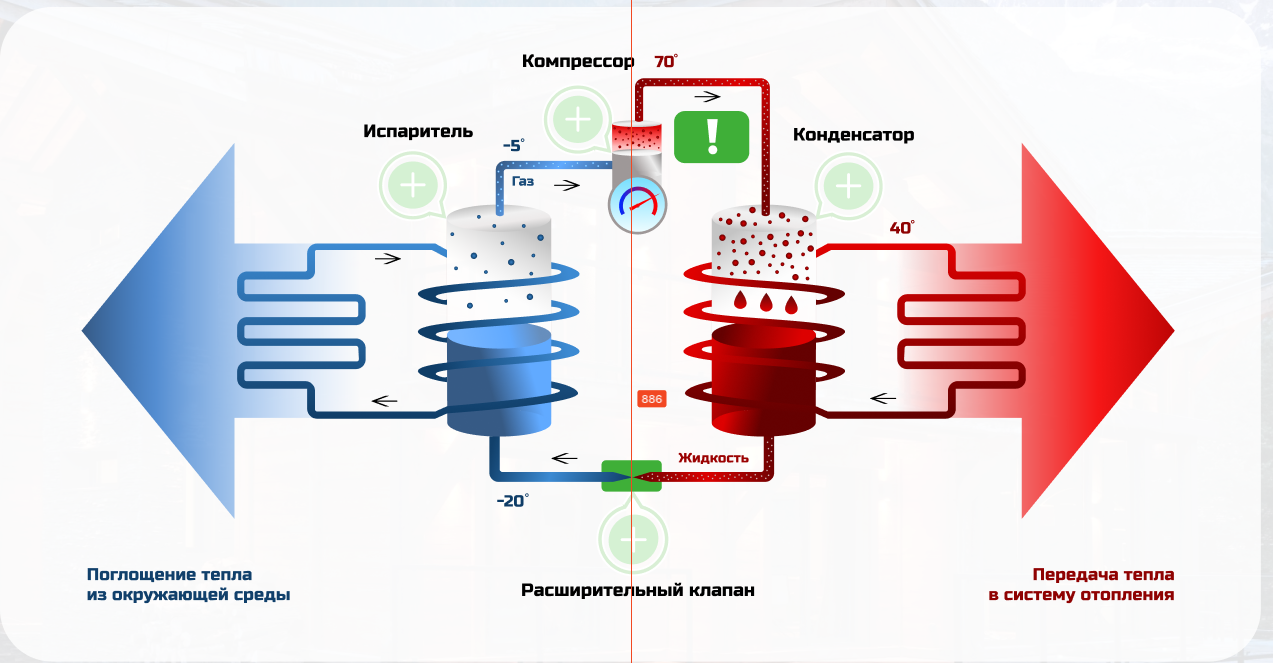 Компрессор 70°
Испаритель
-5°
Конденсатор
!
Газ
40°
886
Жидкость
-20°
Расширительный клапан
Поглощение тепла
из окружающей среды
Передача тепла
в систему отопления